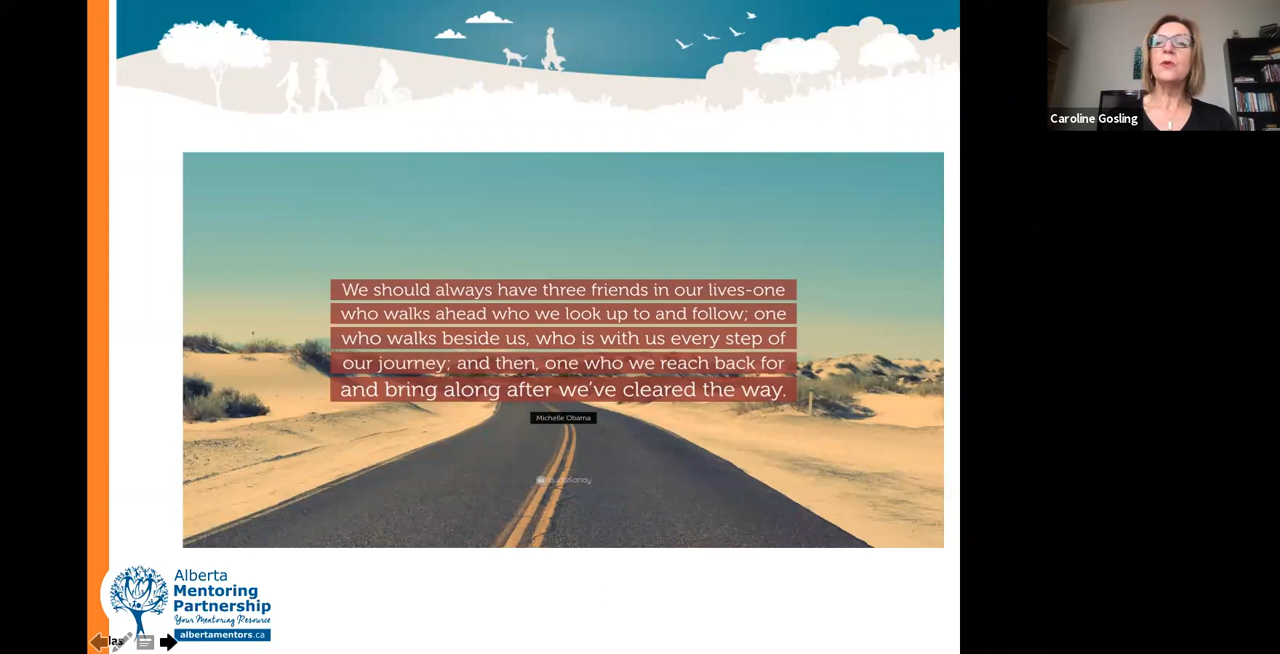 Caroline Gosling
We should always have three friends in our lives-one
who walks ahead who we look up to and follow; one
who walks beside us, who is with us every step of
our journey; and then, one who we reach back for
and bring along after we've cleared the way.
Michelle Obama
quotefancy
Alberta
Mentoring
Partnership
Your Mentoring Resource
albertamentors.ca
las